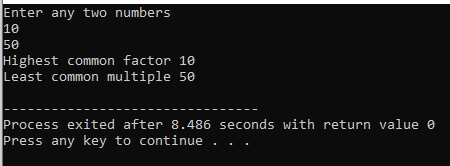 Enter any two numbers
10
50
Highest common factor 10
Least common multiple 50
--------------------------------
Process exited after 8.486 seconds with return value 0
Press any key to continue . . .